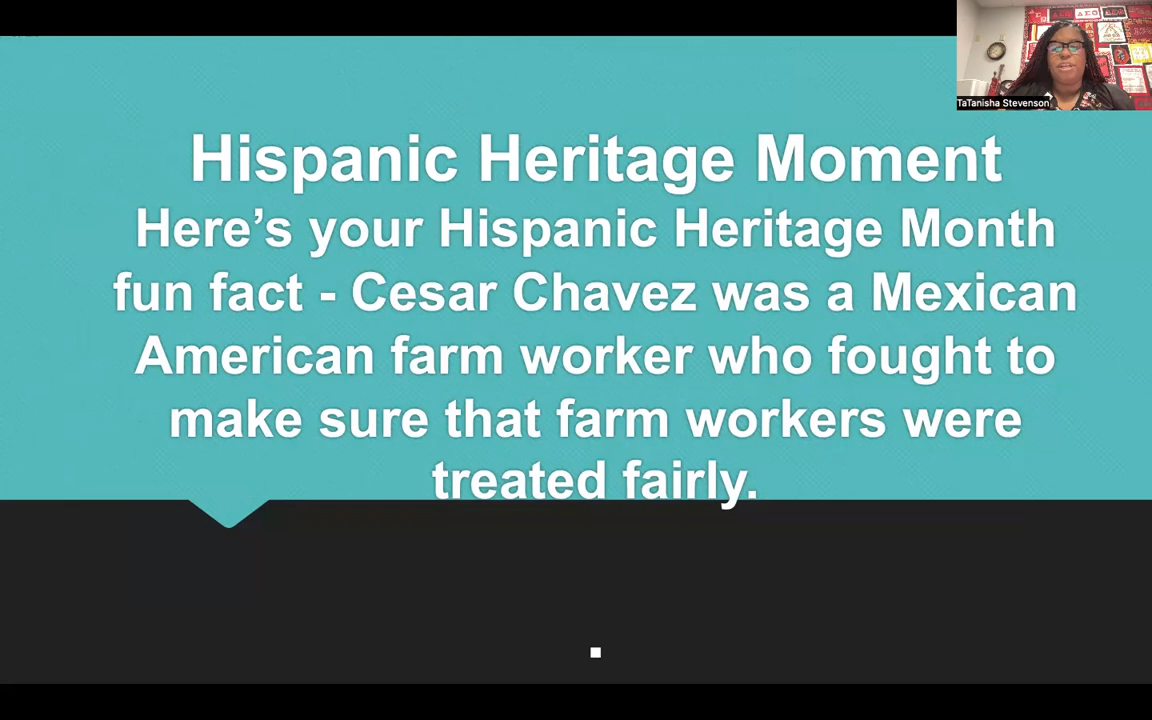 Hispanic Heritage Moment
Here’s your Hispanic Heritage Month
fun fact - Cesar Chavez was a Mexican
American farm worker who fought to
make sure that farm workers were
treated fairly.
TaTanisha Stevenson